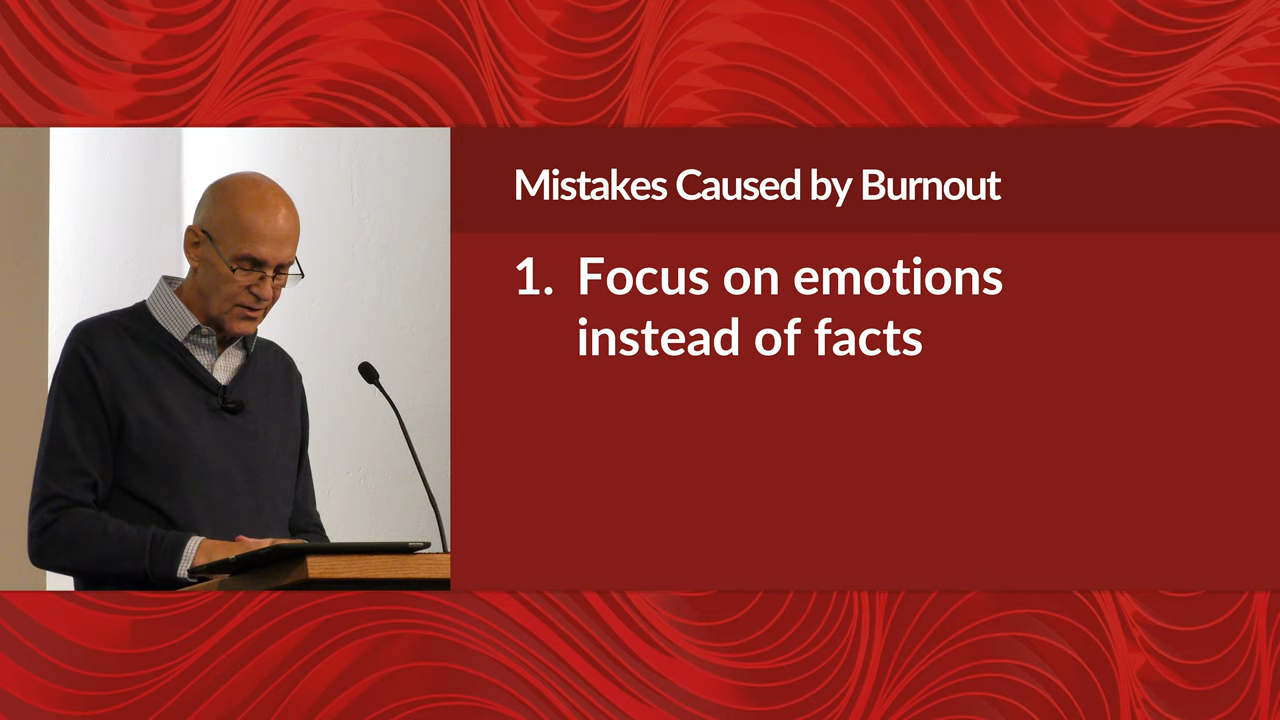 Mistakes Caused by Burnout
1. Focus on emotions
instead of facts